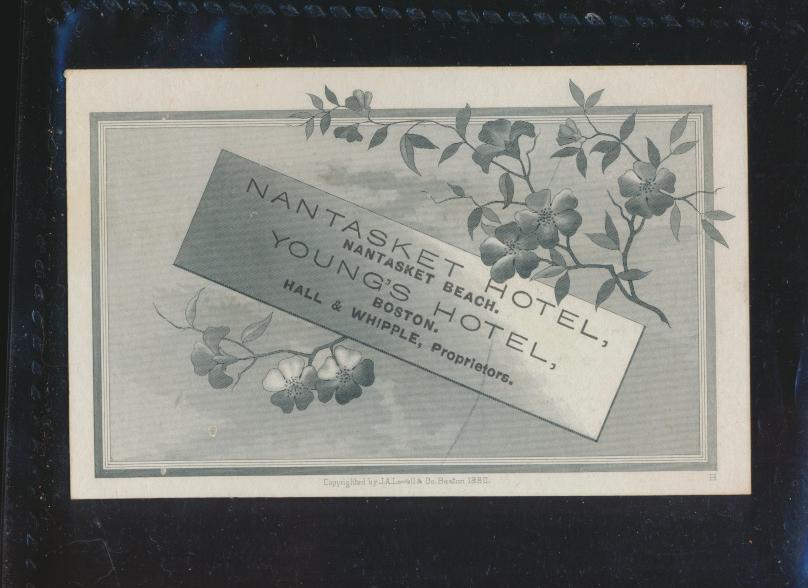 NANTASKET HOTEL,
NANTASKET BEACH.
YOUNG'S HOTEL,
BOSTON.
HALL & WHIPPLE, Proprietors.
Copyrighted by J.A. Lowell & Co. Boston 1880.
H